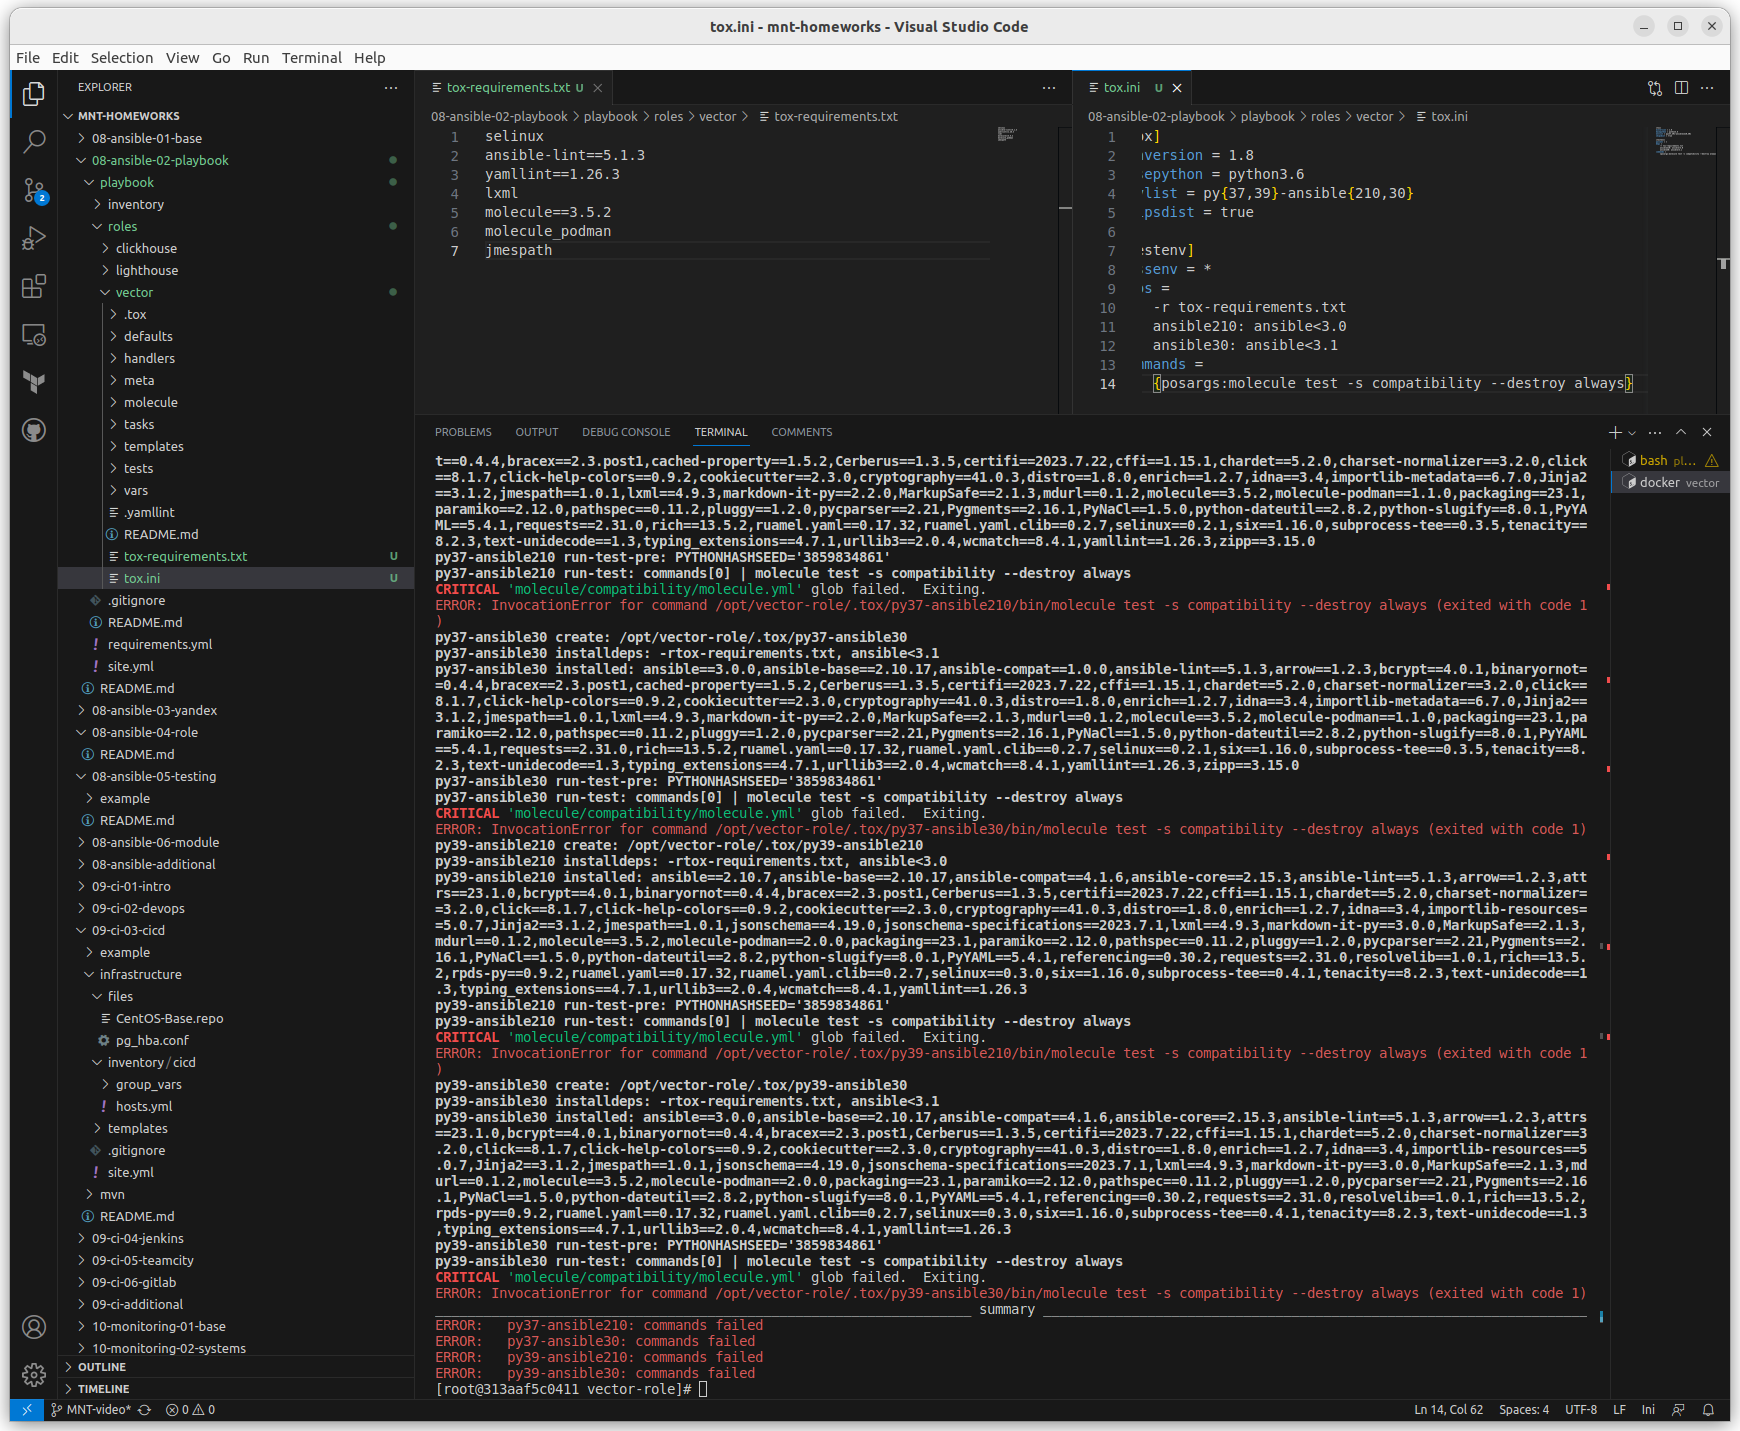 tox.ini - mnt-homeworks - Visual Studio Code
File Edit Selection View Go Run Terminal Help
EXPLORER
MNT-HOMEWORKS
08-ansible-01-base
08-ansible-02-playbook
playbook
inventory
roles
clickhouse
lighthouse
vector
.tox
defaults
handlers
meta
molecule
tasks
templates
tests
vars
.yamllint
README.md
tox-requirements.txt U
tox.ini U
.gitignore
README.md
requirements.yml
site.yml
README.md
08-ansible-03-yandex
08-ansible-04-role
README.md
08-ansible-05-testing
example
README.md
08-ansible-06-module
08-ansible-additional
09-ci-01-intro
09-ci-02-devops
09-ci-03-cicd
example
infrastructure
files
CentOS-Base.repo
pg_hba.conf
inventory / cicd
group_vars
hosts.yml
templates
.gitignore
site.yml
mvn
README.md
09-ci-04-jenkins
09-ci-05-teamcity
09-ci-06-gitlab
09-ci-additional
10-monitoring-01-base
10-monitoring-02-systems
OUTLINE
TIMELINE
2
tox-requirements.txt U
08-ansible-02-playbook > playbook > roles > vector > tox-requirements.txt
1 selinux
2 ansible-lint==5.1.3
3 yamllint==1.26.3
4 lxml
5 molecule==3.5.2
6 molecule_podman
7 jmespath
tox.ini U
08-ansible-02-playbook > playbook > roles > vector > tox.ini
1 ox]
2 version = 1.8
3 epython = python3.6
4 list = py{37,39}-ansible{210,30}
5 psdist = true
6
7 estenv]
8 ssenv = *
9 ps =
10 -r tox-requirements.txt
11 ansible210: ansible<3.0
12 ansible30: ansible<3.1
13 mands =
14 {posargs:molecule test -s compatibility --destroy always}
PROBLEMS OUTPUT DEBUG CONSOLE TERMINAL COMMENTS
bash pl...
docker vector
t==0.4.4,bracex==2.3.post1,cached-property==1.5.2,Cerberus==1.3.5,certifi==2023.7.22,cffi==1.15.1,chardet==5.2.0,charset-normalizer==3.2.0,click
==8.1.7,click-help-colors==0.9.2,cookiecutter==2.3.0,cryptography==41.0.3,distro==1.8.0,enrich==1.2.7,idna==3.4,importlib-metadata==6.7.0,Jinja2
==3.1.2,jmespath==1.0.1,lxml==4.9.3,markdown-it-py==2.2.0,MarkupSafe==2.1.3,mdurl==0.1.2,molecule==3.5.2,molecule-podman==1.1.0,packaging==23.1,
paramiko==2.12.0,pathspec==0.11.2,pluggy==1.2.0,pycparser==2.21,Pygments==2.16.1,PyNaCl==1.5.0,python-dateutil==2.8.2,python-slugify==8.0.1,PyYA
ML==5.4.1,requests==2.31.0,rich==13.5.2,ruamel.yaml==0.17.32,ruamel.yaml.clib==0.2.7,selinux==0.2.1,six==1.16.0,subprocess-tee==0.3.5,tenacity==
8.2.3,text-unidecode==1.3,typing_extensions==4.7.1,urllib3==2.0.4,wcmatch==8.4.1,yamllint==1.26.3,zipp==3.15.0
py37-ansible210 run-test-pre: PYTHONHASHSEED='3859834861'
py37-ansible210 run-test: commands[0] | molecule test -s compatibility --destroy always
CRITICAL 'molecule/compatibility/molecule.yml' glob failed.  Exiting.
ERROR: InvocationError for command /opt/vector-role/.tox/py37-ansible210/bin/molecule test -s compatibility --destroy always (exited with code 1
)
py37-ansible30 create: /opt/vector-role/.tox/py37-ansible30
py37-ansible30 installdeps: -rtox-requirements.txt, ansible<3.1
py37-ansible30 installed: ansible==3.0.0,ansible-base==2.10.17,ansible-compat==1.0.0,ansible-lint==5.1.3,arrow==1.2.3,bcrypt==4.0.1,binaryornot=
=0.4.4,bracex==2.3.post1,cached-property==1.5.2,Cerberus==1.3.5,certifi==2023.7.22,cffi==1.15.1,chardet==5.2.0,charset-normalizer==3.2.0,click==
8.1.7,click-help-colors==0.9.2,cookiecutter==2.3.0,cryptography==41.0.3,distro==1.8.0,enrich==1.2.7,idna==3.4,importlib-metadata==6.7.0,Jinja2==
3.1.2,jmespath==1.0.1,lxml==4.9.3,markdown-it-py==2.2.0,MarkupSafe==2.1.3,mdurl==0.1.2,molecule==3.5.2,molecule-podman==1.1.0,packaging==23.1,pa
ramiko==2.12.0,pathspec==0.11.2,pluggy==1.2.0,pycparser==2.21,Pygments==2.16.1,PyNaCl==1.5.0,python-dateutil==2.8.2,python-slugify==8.0.1,PyYAML
==5.4.1,requests==2.31.0,rich==13.5.2,ruamel.yaml==0.17.32,ruamel.yaml.clib==0.2.7,selinux==0.2.1,six==1.16.0,subprocess-tee==0.3.5,tenacity==8.
2.3,text-unidecode==1.3,typing_extensions==4.7.1,urllib3==2.0.4,wcmatch==8.4.1,yamllint==1.26.3,zipp==3.15.0
py37-ansible30 run-test-pre: PYTHONHASHSEED='3859834861'
py37-ansible30 run-test: commands[0] | molecule test -s compatibility --destroy always
CRITICAL 'molecule/compatibility/molecule.yml' glob failed.  Exiting.
ERROR: InvocationError for command /opt/vector-role/.tox/py37-ansible30/bin/molecule test -s compatibility --destroy always (exited with code 1)
py39-ansible210 create: /opt/vector-role/.tox/py39-ansible210
py39-ansible210 installdeps: -rtox-requirements.txt, ansible<3.0
py39-ansible210 installed: ansible==2.10.7,ansible-base==2.10.17,ansible-compat==4.1.6,ansible-core==2.15.3,ansible-lint==5.1.3,arrow==1.2.3,att
rs==23.1.0,bcrypt==4.0.1,binaryornot==0.4.4,bracex==2.3.post1,Cerberus==1.3.5,certifi==2023.7.22,cffi==1.15.1,chardet==5.2.0,charset-normalizer=
=3.2.0,click==8.1.7,click-help-colors==0.9.2,cookiecutter==2.3.0,cryptography==41.0.3,distro==1.8.0,enrich==1.2.7,idna==3.4,importlib-resources=
=5.0.7,Jinja2==3.1.2,jmespath==1.0.1,jsonschema==4.19.0,jsonschema-specifications==2023.7.1,lxml==4.9.3,markdown-it-py==3.0.0,MarkupSafe==2.1.3,
mdurl==0.1.2,molecule==3.5.2,molecule-podman==2.0.0,packaging==23.1,paramiko==2.12.0,pathspec==0.11.2,pluggy==1.2.0,pycparser==2.21,Pygments==2.
16.1,PyNaCl==1.5.0,python-dateutil==2.8.2,python-slugify==8.0.1,PyYAML==5.4.1,referencing==0.30.2,requests==2.31.0,resolvelib==1.0.1,rich==13.5.
2,rpds-py==0.9.2,ruamel.yaml==0.17.32,ruamel.yaml.clib==0.2.7,selinux==0.3.0,six==1.16.0,subprocess-tee==0.4.1,tenacity==8.2.3,text-unidecode==1
.3,typing_extensions==4.7.1,urllib3==2.0.4,wcmatch==8.4.1,yamllint==1.26.3
py39-ansible210 run-test-pre: PYTHONHASHSEED='3859834861'
py39-ansible210 run-test: commands[0] | molecule test -s compatibility --destroy always
CRITICAL 'molecule/compatibility/molecule.yml' glob failed.  Exiting.
ERROR: InvocationError for command /opt/vector-role/.tox/py39-ansible210/bin/molecule test -s compatibility --destroy always (exited with code 1
)
py39-ansible30 create: /opt/vector-role/.tox/py39-ansible30
py39-ansible30 installdeps: -rtox-requirements.txt, ansible<3.1
py39-ansible30 installed: ansible==3.0.0,ansible-base==2.10.17,ansible-compat==4.1.6,ansible-core==2.15.3,ansible-lint==5.1.3,arrow==1.2.3,attrs
==23.1.0,bcrypt==4.0.1,binaryornot==0.4.4,bracex==2.3.post1,Cerberus==1.3.5,certifi==2023.7.22,cffi==1.15.1,chardet==5.2.0,charset-normalizer==3
.2.0,click==8.1.7,click-help-colors==0.9.2,cookiecutter==2.3.0,cryptography==41.0.3,distro==1.8.0,enrich==1.2.7,idna==3.4,importlib-resources==5
.0.7,Jinja2==3.1.2,jmespath==1.0.1,jsonschema==4.19.0,jsonschema-specifications==2023.7.1,lxml==4.9.3,markdown-it-py==3.0.0,MarkupSafe==2.1.3,md
url==0.1.2,molecule==3.5.2,molecule-podman==2.0.0,packaging==23.1,paramiko==2.12.0,pathspec==0.11.2,pluggy==1.2.0,pycparser==2.21,Pygments==2.16
.1,PyNaCl==1.5.0,python-dateutil==2.8.2,python-slugify==8.0.1,PyYAML==5.4.1,referencing==0.30.2,requests==2.31.0,resolvelib==1.0.1,rich==13.5.2,
rpds-py==0.9.2,ruamel.yaml==0.17.32,ruamel.yaml.clib==0.2.7,selinux==0.3.0,six==1.16.0,subprocess-tee==0.4.1,tenacity==8.2.3,text-unidecode==1.3
,typing_extensions==4.7.1,urllib3==2.0.4,wcmatch==8.4.1,yamllint==1.26.3
py39-ansible30 run-test-pre: PYTHONHASHSEED='3859834861'
py39-ansible30 run-test: commands[0] | molecule test -s compatibility --destroy always
CRITICAL 'molecule/compatibility/molecule.yml' glob failed.  Exiting.
ERROR: InvocationError for command /opt/vector-role/.tox/py39-ansible30/bin/molecule test -s compatibility --destroy always (exited with code 1)
summary
ERROR:   py37-ansible210: commands failed
ERROR:   py37-ansible30: commands failed
ERROR:   py39-ansible210: commands failed
ERROR:   py39-ansible30: commands failed
[root@313aaf5c0411 vector-role]#
MNT-video* 0 0 Ln 14, Col 62 Spaces: 4 UTF-8 LF Ini